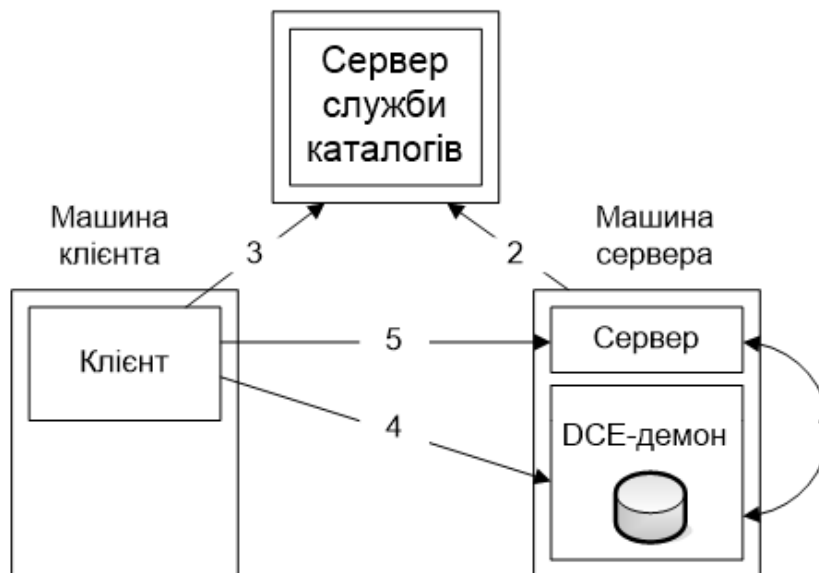 Сервер
служби
каталогів
Машина
клієнта
3
2
Машина
сервера
Клієнт
5
Сервер
4
DCE-демон